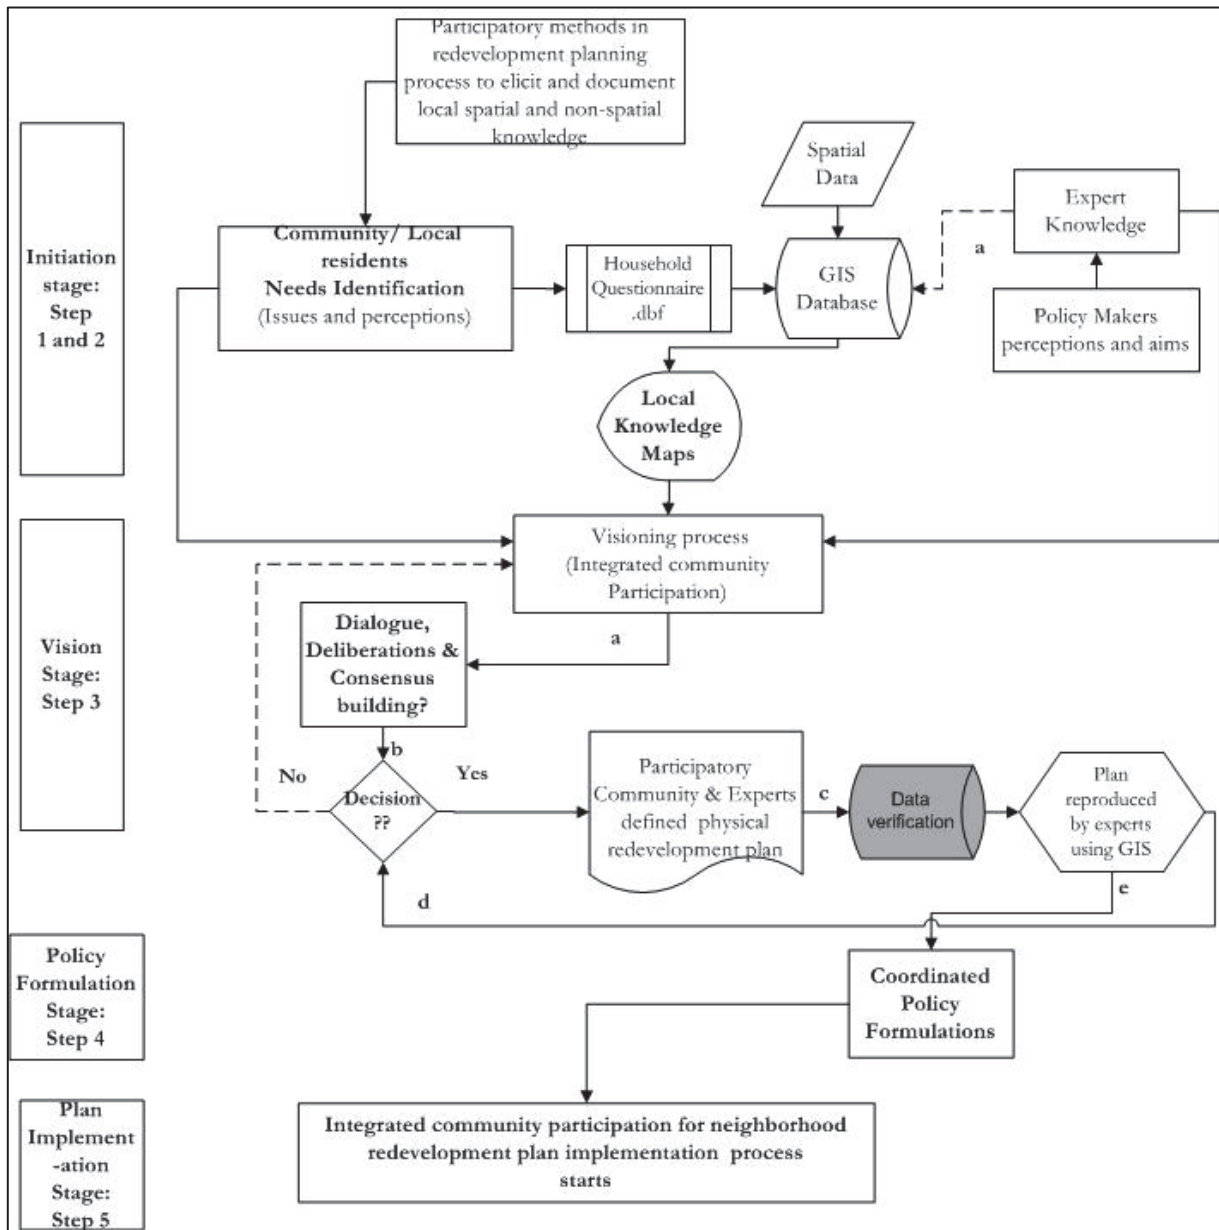 Participatory methods in
redevelopment planning
process to elicit and document
local spatial and non-spatial
knowledge
Initiation
stage:
Step
1 and 2
Community/ Local
residents
Needs Identification
(Issues and perceptions)
Household
Questionnaire
.dbf
Spatial
Data
GIS
Database
a
Expert
Knowledge
Policy Makers
perceptions and aims
Local
Knowledge
Maps
Vision
Stage:
Step 3
Visioning process
(Integrated community
Participation)
a
Dialogue,
Deliberations &
Consensus
building?
b
No
Decision
??
Yes
Participatory
Community & Experts
defined physical
redevelopment plan
c
Data
verification
Plan
reproduced
by experts
using GIS
d
e
Policy
Formulation
Stage:
Step 4
Coordinated
Policy
Formulations
Plan
Implement
-ation
Stage:
Step 5
Integrated community participation for neighborhood
redevelopment plan implementation process
starts